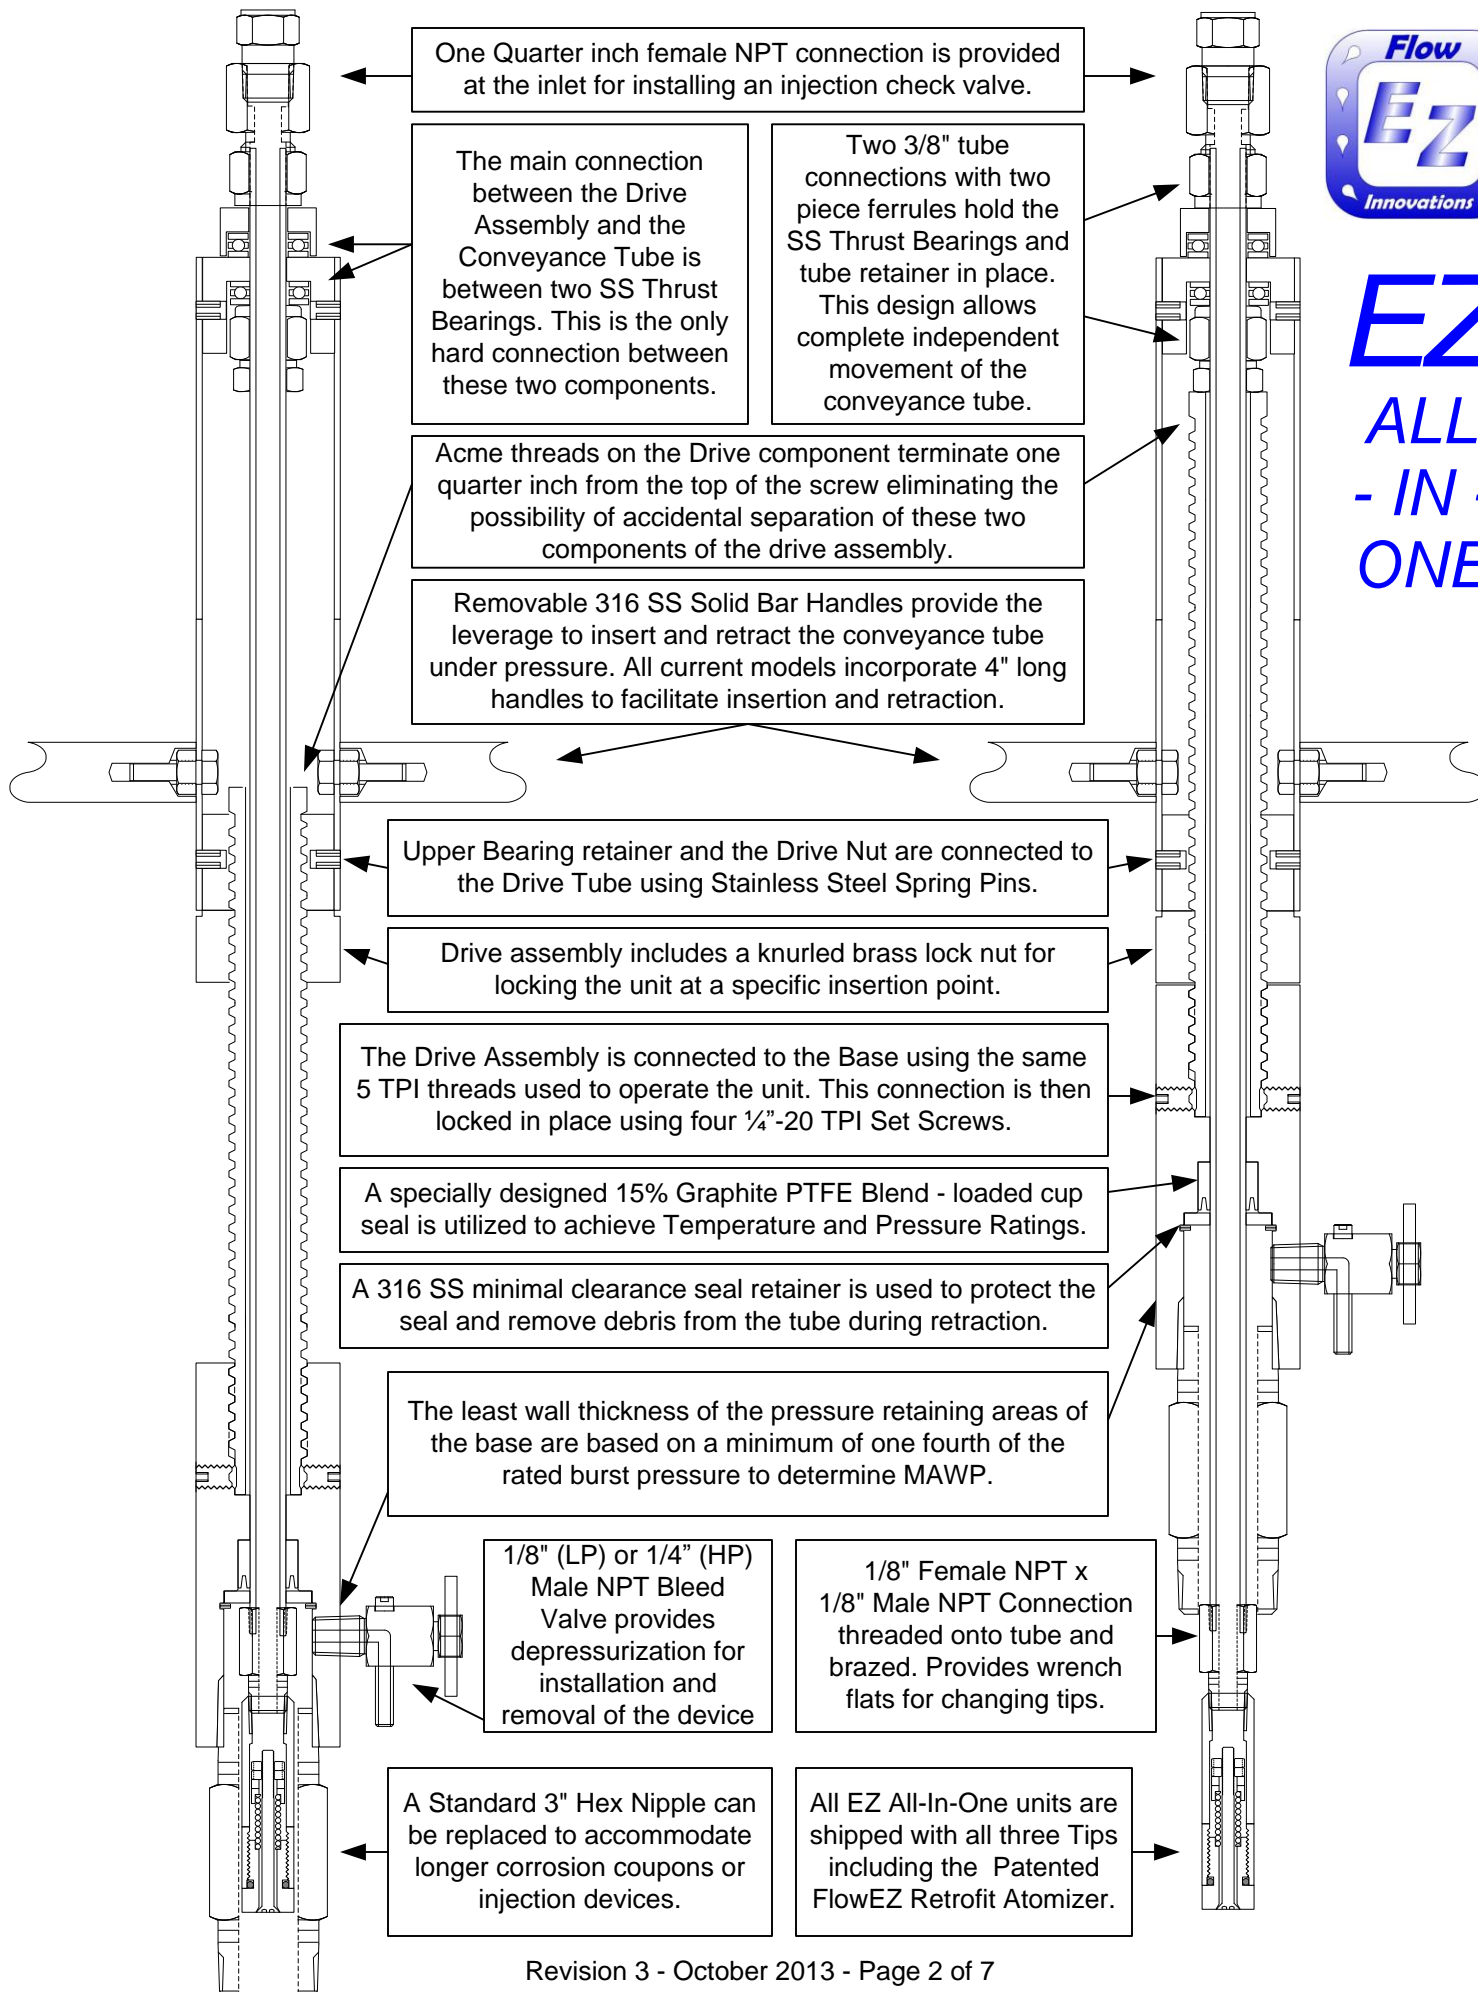 One Quarter inch female NPT connection is provided
at the inlet for installing an injection check valve.
Flow
EZ
Innovations
The main connection
between the Drive
Assembly and the
Conveyance Tube is
between two SS Thrust
Bearings. This is the only
hard connection between
these two components.
Two 3/8" tube
connections with two
piece ferrules hold the
SS Thrust Bearings and
tube retainer in place.
This design allows
complete independent
movement of the
conveyance tube.
EZ
ALL
- IN -
ONE
Acme threads on the Drive component terminate one
quarter inch from the top of the screw eliminating the
possibility of accidental separation of these two
components of the drive assembly.
Removable 316 SS Solid Bar Handles provide the
leverage to insert and retract the conveyance tube
under pressure. All current models incorporate 4" long
handles to facilitate insertion and retraction.
Upper Bearing retainer and the Drive Nut are connected to
the Drive Tube using Stainless Steel Spring Pins.
Drive assembly includes a knurled brass lock nut for
locking the unit at a specific insertion point.
The Drive Assembly is connected to the Base using the same
5 TPI threads used to operate the unit. This connection is then
locked in place using four ¼”-20 TPI Set Screws.
A specially designed 15% Graphite PTFE Blend - loaded cup
seal is utilized to achieve Temperature and Pressure Ratings.
A 316 SS minimal clearance seal retainer is used to protect the
seal and remove debris from the tube during retraction.
The least wall thickness of the pressure retaining areas of
the base are based on a minimum of one fourth of the
rated burst pressure to determine MAWP.
1/8" (LP) or 1/4” (HP)
Male NPT Bleed
Valve provides
depressurization for
installation and
removal of the device
1/8" Female NPT x
1/8" Male NPT Connection
threaded onto tube and
brazed. Provides wrench
flats for changing tips.
A Standard 3" Hex Nipple can
be replaced to accommodate
longer corrosion coupons or
injection devices.
All EZ All-In-One units are
shipped with all three Tips
including the Patented
FlowEZ Retrofit Atomizer.
Revision 3 - October 2013 - Page 2 of 7